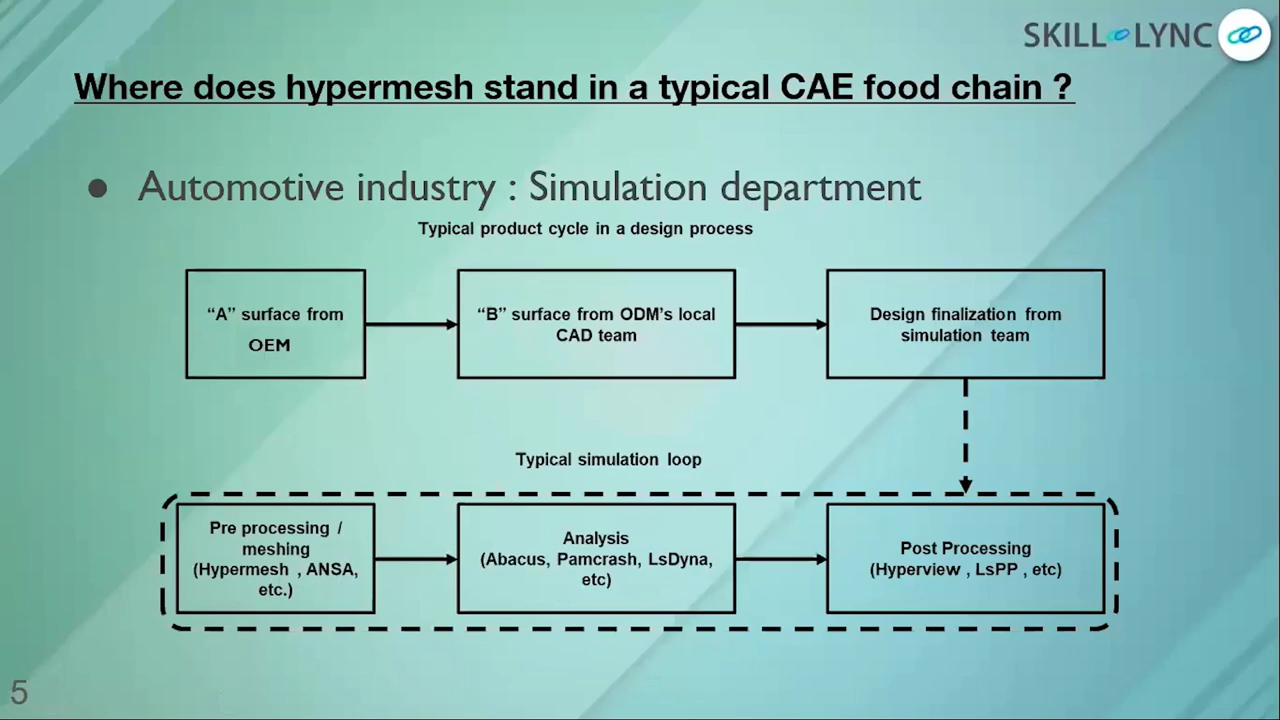 SKILL LYNC
Where does hypermesh stand in a typical CAE food chain ?
● Automotive industry : Simulation department
Typical product cycle in a design process
“A” surface from
OEM
“B” surface from ODM’s local
CAD team
Design finalization from
simulation team
Typical simulation loop
Pre processing /
meshing
(Hypermesh , ANSA,
etc.)
Analysis
(Abacus, Pamcrash, LsDyna,
etc)
Post Processing
(Hyperview , LsPP , etc)
5